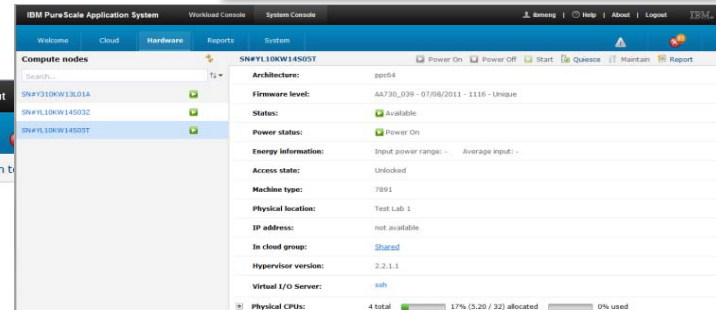 IBM PureScale Application System Workload Console System Console ibmeng | Help | About | Logout IBM.
Welcome Cloud Hardware Reports System
Compute nodes
SN#YL10KW14S05T Power On Power Off Start Quiesce Maintain Report
Search...
Architecture: ppc64
SN#Y310KW13L01A
Firmware level: AA730_039 - 07/08/2011 - 1116 - Unique
SN#YL10KW14S03Z
Status: Available
SN#YL10KW14S05T
Power status: Power On
Energy information: Input power range: - Average input: -
Access state: Unlocked
Machine type: 7891
Physical location: Test Lab 1
IP address: not available
In cloud group: Shared
Hypervisor version: 2.2.1.1
Virtual I/O Server: ssh
Physical CPUs: 4 total 17% (5.20 / 32) allocated 0% used